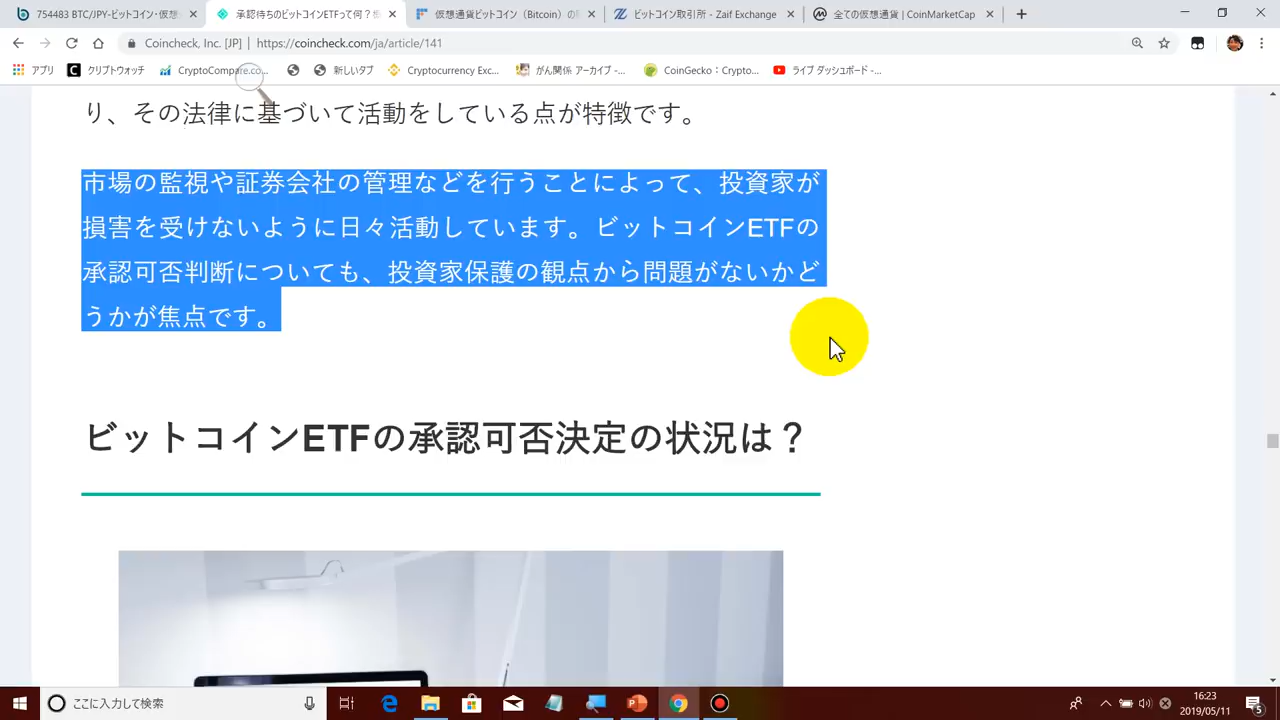 754483 BTC/JPY-ビットコイン・仮想
承認待ちのビットコインETFって何？
仮想通貨ビットコイン（Bitcoin）の
ビットコイン取引所 - Zaif Exchange
全ての仮想通貨 | CoinMarketCap
Coincheck, Inc. [JP] | https://coincheck.com/ja/article/141
アプリ
クリプトウォッチ
CryptoCompare.co...
新しいタブ
Cryptocurrency Exc...
がん関係 アーカイブ -...
CoinGecko：Crypto...
ライブ ダッシュボード -...
り、その法律に基づいて活動をしている点が特徴です。
市場の監視や証券会社の管理などを行うことによって、投資家が
損害を受けないように日々活動しています。ビットコインETFの
承認可否判断についても、投資家保護の観点から問題がないかど
うかが焦点です。
ビットコインETFの承認可否決定の状況は？
ここに入力して検索
16:23
2019/05/11
5